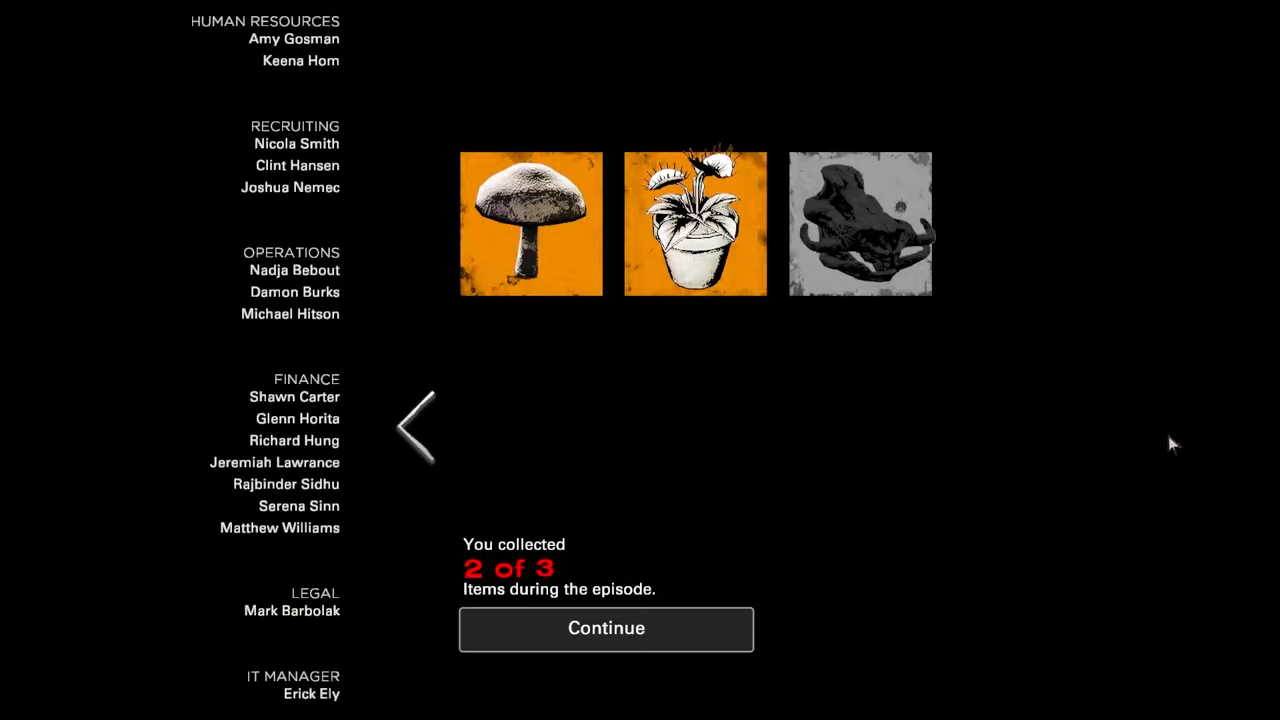 HUMAN RESOURCES
Amy Gosman
Keena Hom
RECRUITING
Nicola Smith
Clint Hansen
Joshua Nemec
OPERATIONS
Nadja Bebout
Damon Burks
Michael Hitson
FINANCE
Shawn Carter
Glenn Horita
Richard Hung
Jeremiah Lawrance
Rajbinder Sidhu
Serena Sinn
Matthew Williams
LEGAL
Mark Barbolak
IT MANAGER
Erick Ely
You collected
2 of 3
Items during the episode.
Continue